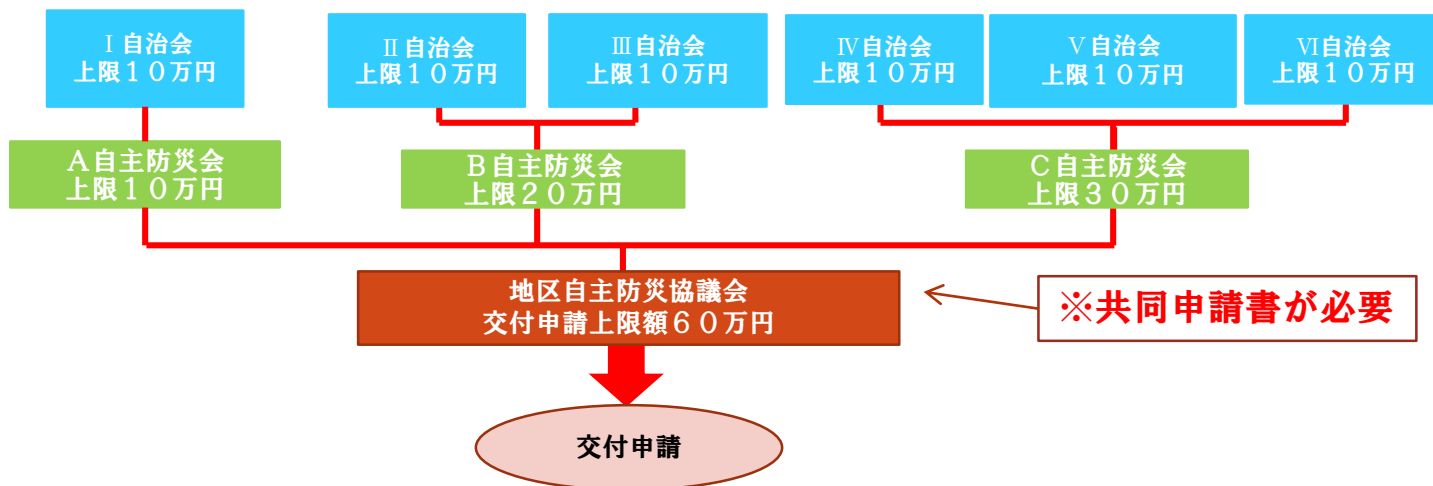 Ⅰ自治会
上限１０万円
Ⅱ自治会
上限１０万円
Ⅲ自治会
上限１０万円
Ⅳ自治会
上限１０万円
Ⅴ自治会
上限１０万円
Ⅵ自治会
上限１０万円
Ａ自主防災会
上限１０万円
Ｂ自主防災会
上限２０万円
Ｃ自主防災会
上限３０万円
地区自主防災協議会
交付申請上限額６０万円
※共同申請書が必要
交付申請